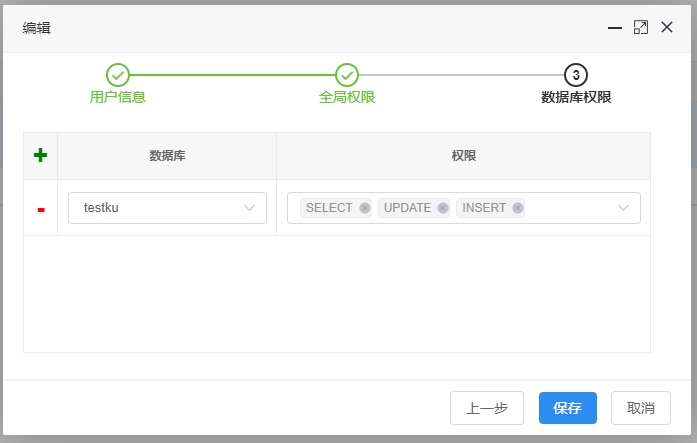 编辑
3
用户信息 全局权限 数据库权限
数据库 权限
testku SELECT UPDATE INSERT
上一步 保存 取消